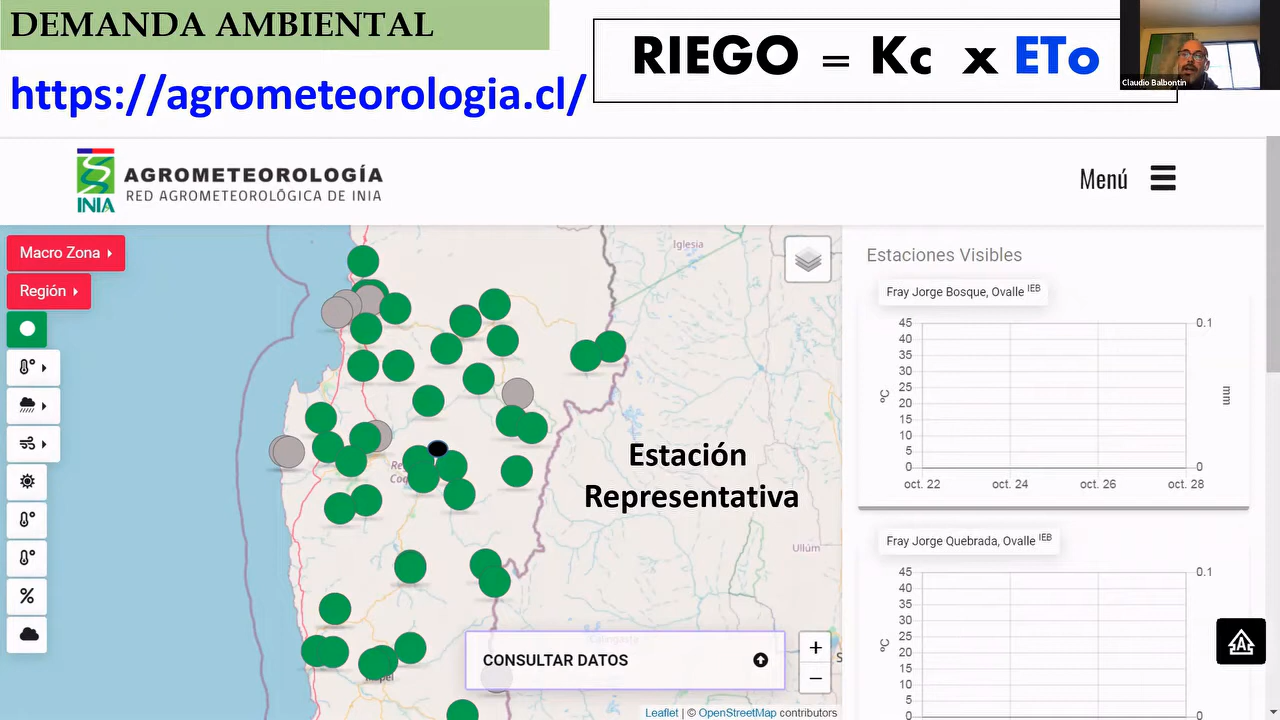 DEMANDA AMBIENTAL
https://agrometeorologia.cl/
RIEGO = Kc x ETo
Claudio Balbontin
INIA
AGROMETEOROLOGÍA
RED AGROMETEOROLÓGICA DE INIA
Menú
Macro Zona
Región
Iglesia
Estación
Representativa
Ullúm
Calingasta
CONSULTAR DATOS
+
−
Leaflet | © OpenStreetMap contributors
Estaciones Visibles
Fray Jorge Bosque, Ovalle IEB
45
40
35
30
25
20
15
10
5
0
ºC
0.1
0
mm
oct. 22 oct. 24 oct. 26 oct. 28
Fray Jorge Quebrada, Ovalle IEB
45
40
35
30
25
20
15
10
5
0
ºC
0.1
0